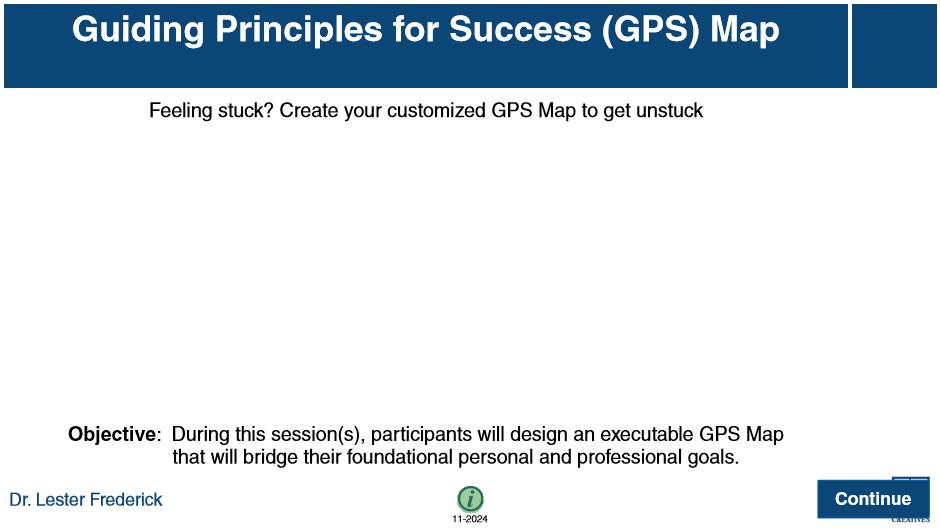 Guiding Principles for Success (GPS) Map
Feeling stuck? Create your customized GPS Map to get unstuck
Objective: During this session(s), participants will design an executable GPS Map
that will bridge their foundational personal and professional goals.
Dr. Lester Frederick
i
11-2024
Continue